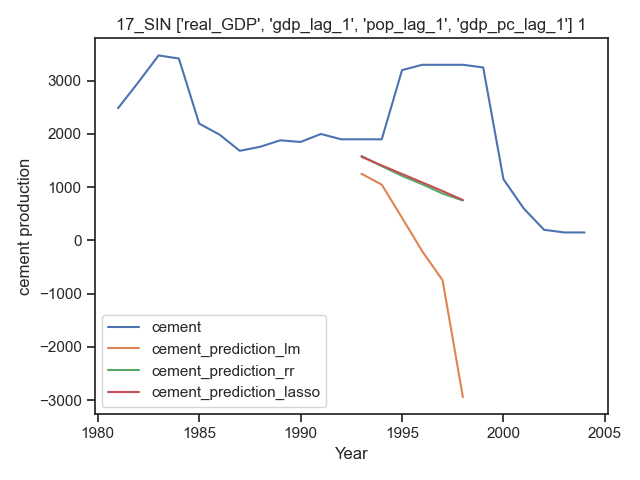 17_SIN ['real_GDP', 'gdp_lag_1', 'pop_lag_1', 'gdp_pc_lag_1'] 1
cement production
3000
2000
1000
0
−1000
−2000
−3000
cement
cement_prediction_lm
cement_prediction_rr
cement_prediction_lasso
1980 1985 1990 1995 2000 2005
Year